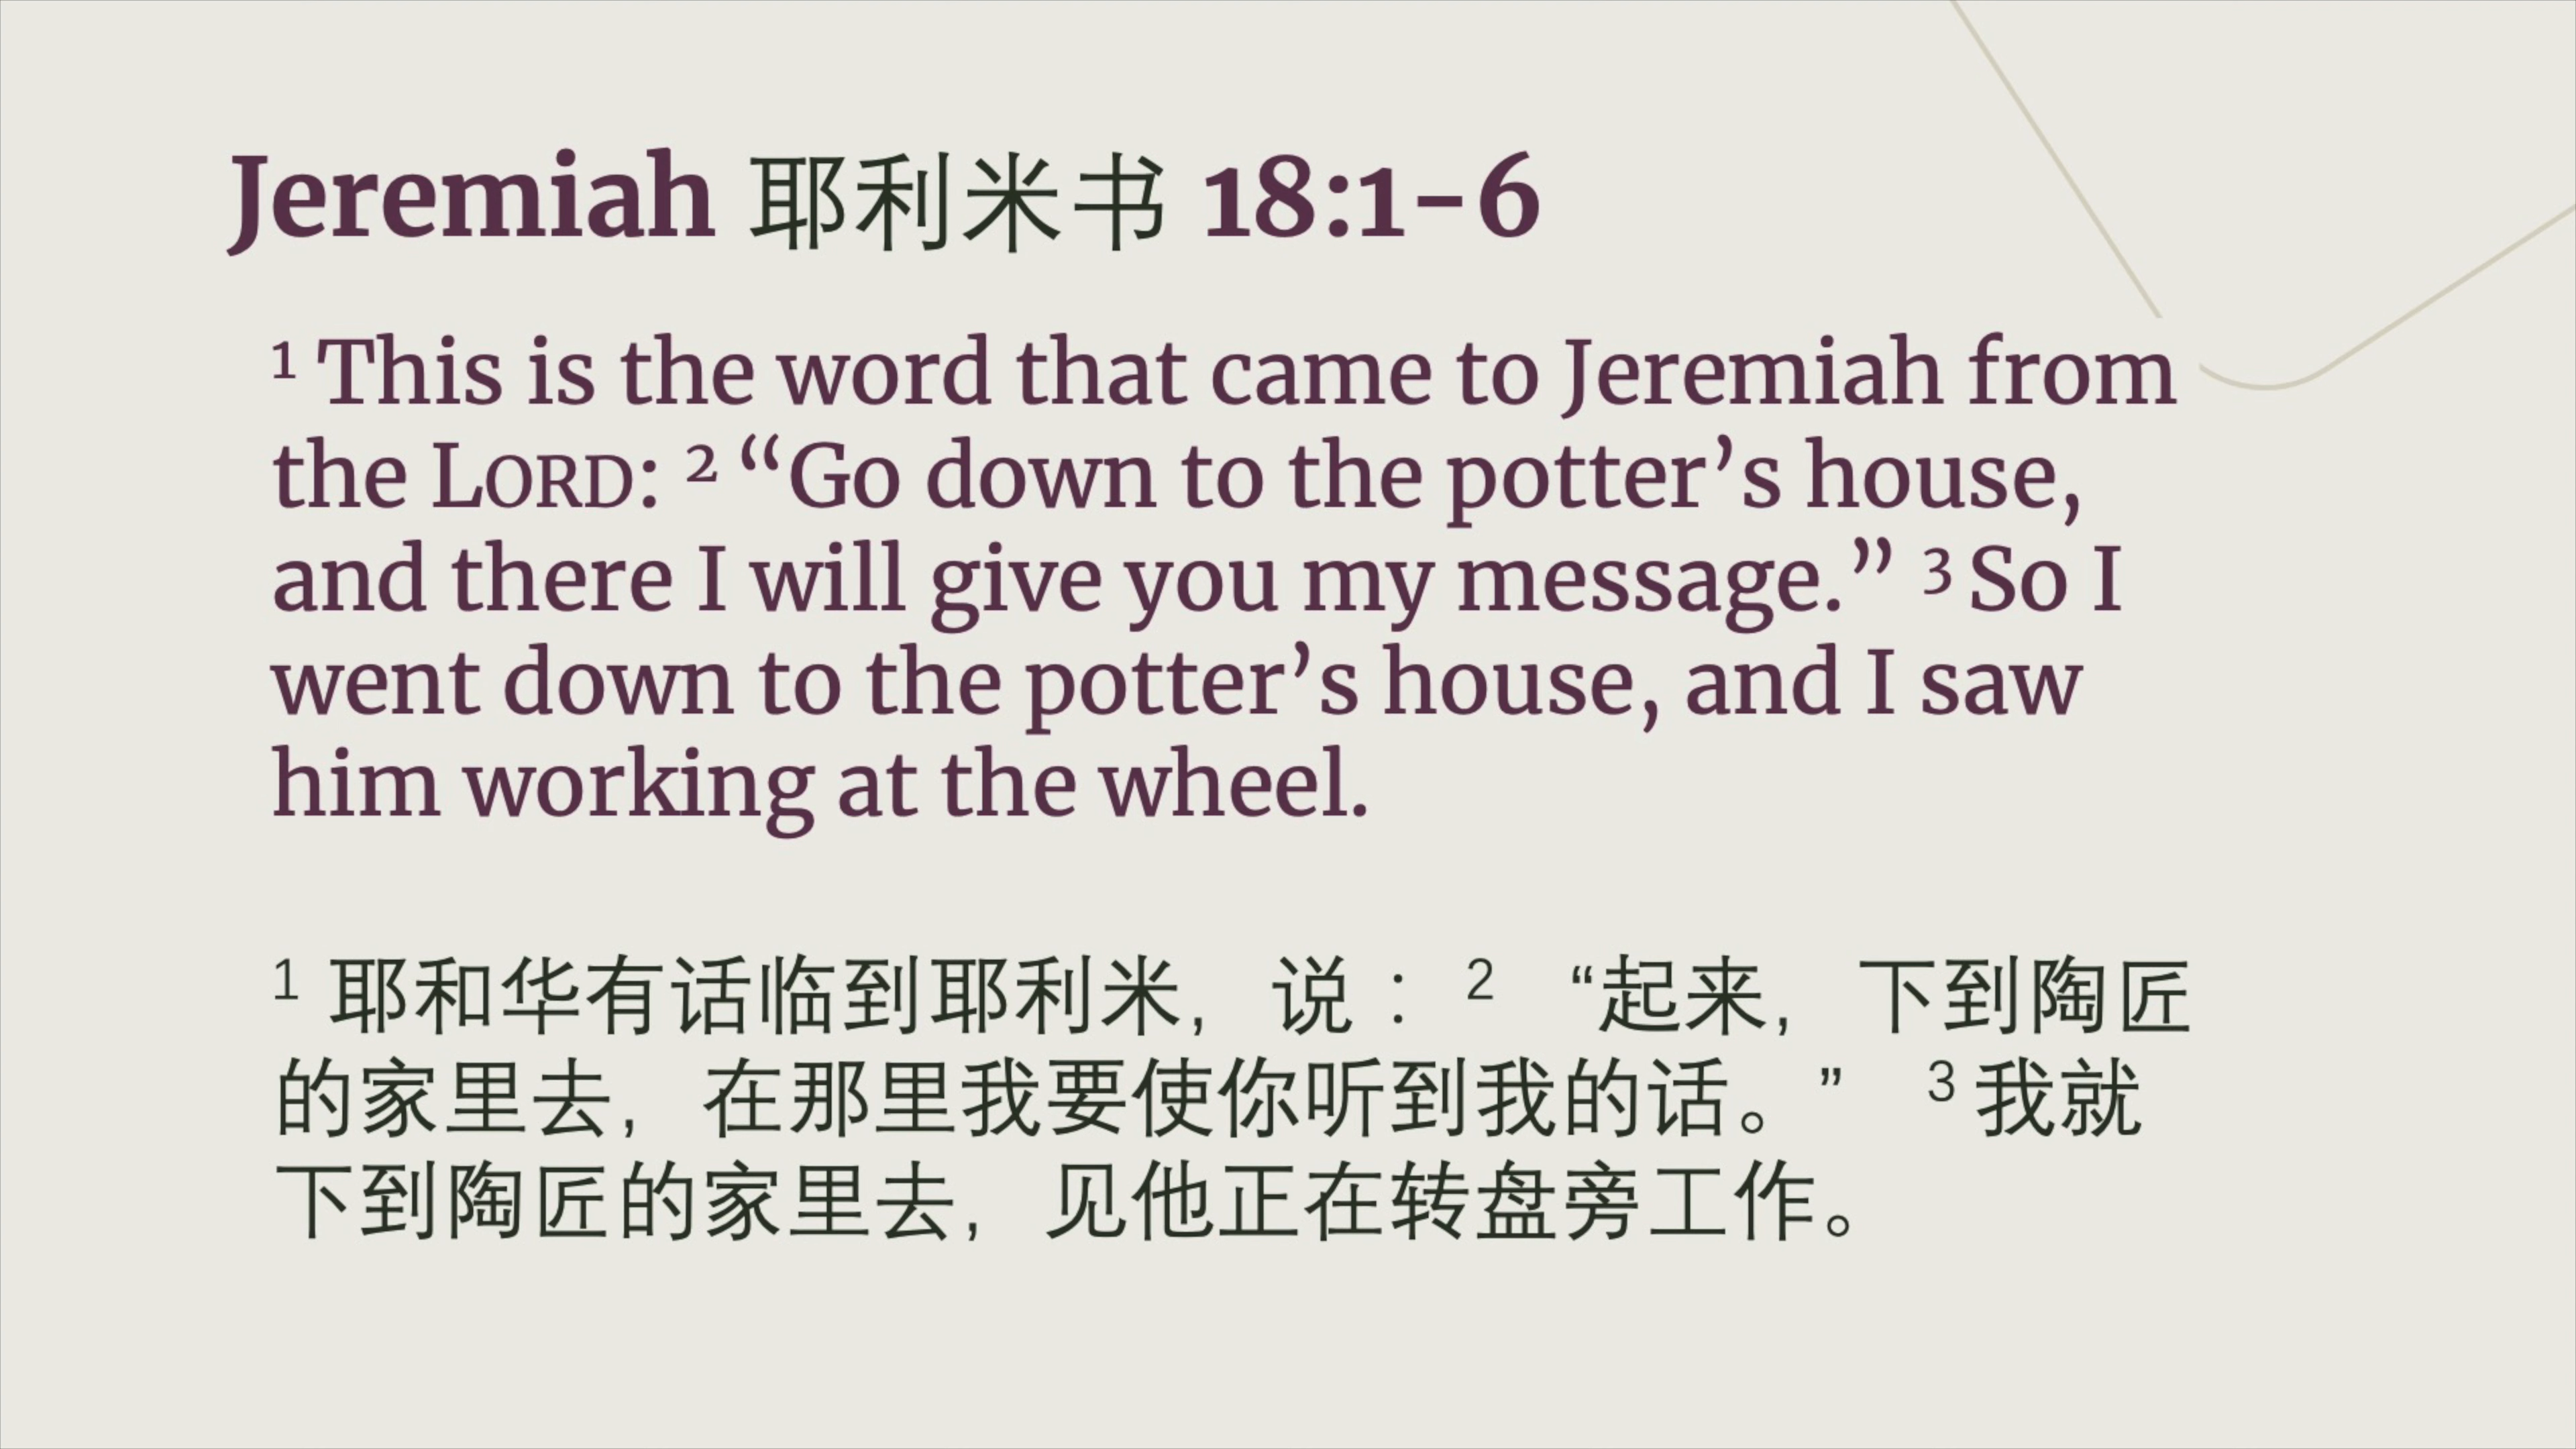 Jeremiah 耶利米书 18:1-6
1 This is the word that came to Jeremiah from
the LORD: 2 “Go down to the potter’s house,
and there I will give you my message.” 3 So I
went down to the potter’s house, and I saw
him working at the wheel.
1 耶和华有话临到耶利米，说：2 “起来，下到陶匠
的家里去，在那里我要使你听到我的话。” 3 我就
下到陶匠的家里去，见他正在转盘旁工作。